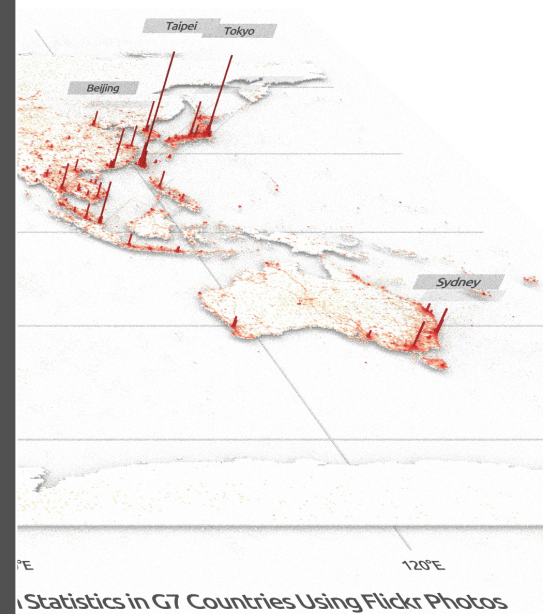 Taipei
Tokyo
Beijing
Sydney
°E
120°E
Statistics in G7 Countries Using Flickr Photos